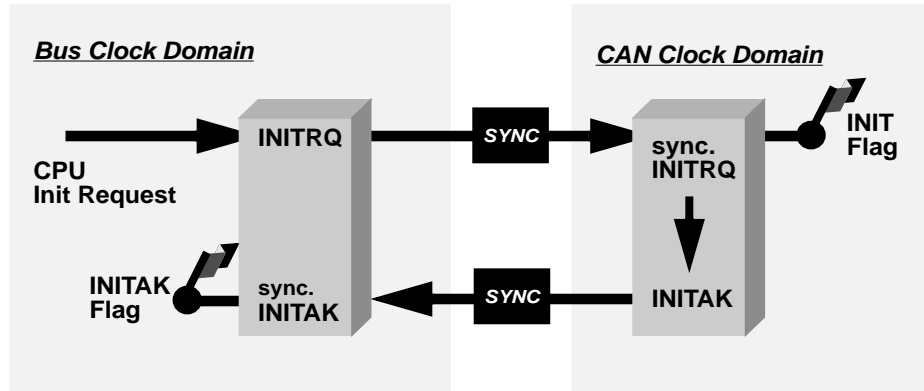 Bus Clock Domain
CAN Clock Domain
INITRQ
SYNC
sync.
INITRQ
INIT
Flag
CPU
Init Request
INITAK
Flag
sync.
INITAK
SYNC
INITAK